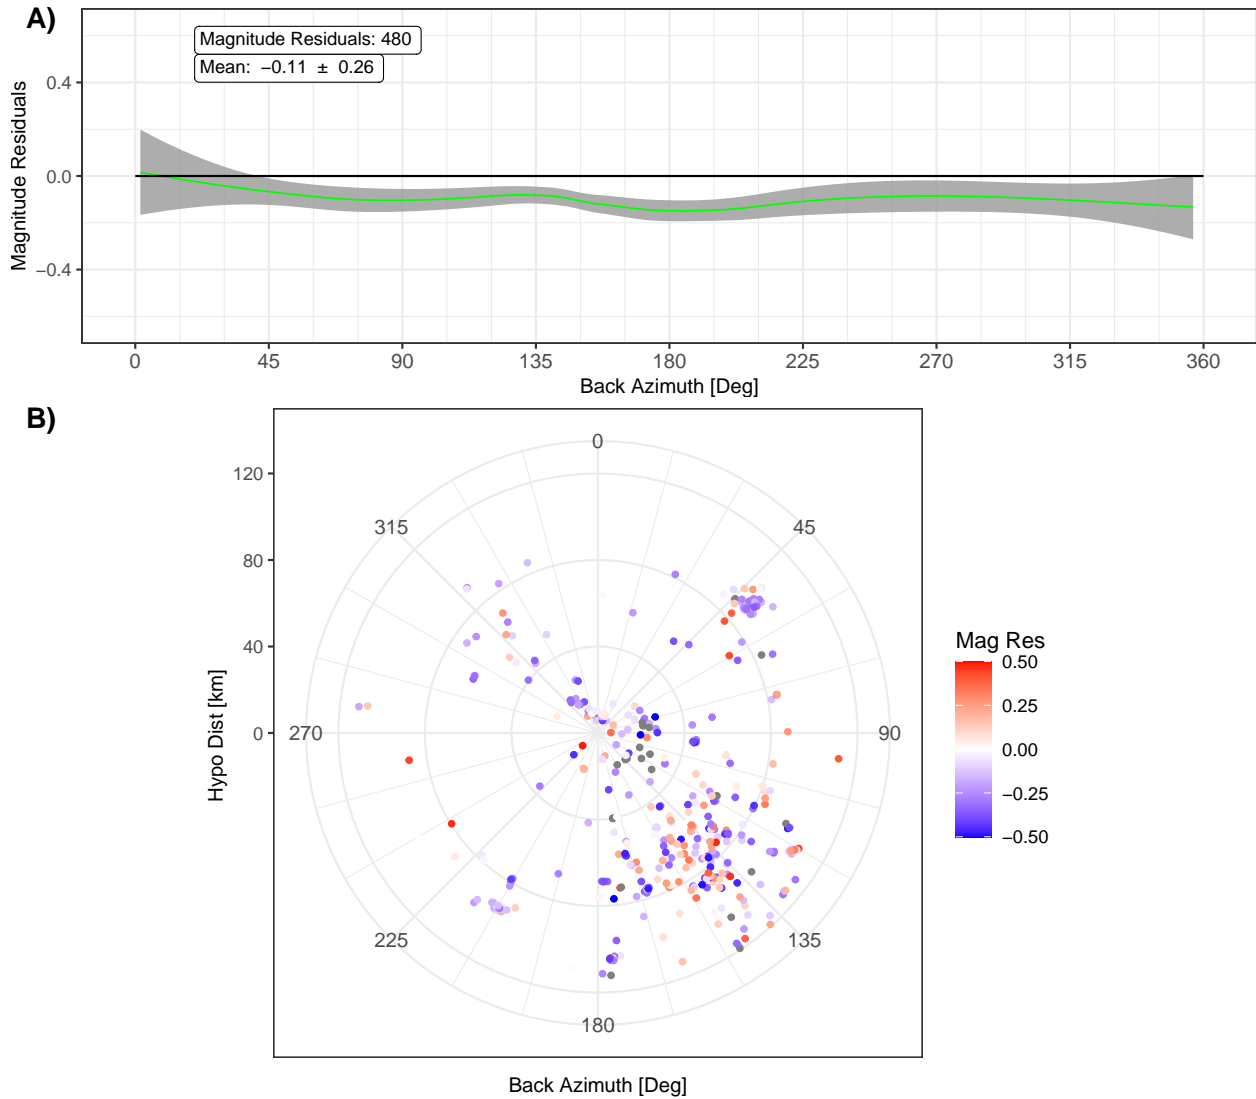 A)
Magnitude Residuals: 480
Mean: −0.11 ± 0.26
Magnitude Residuals
0.4
0.0
−0.4
0 45 90 135 180 225 270 315 360
Back Azimuth [Deg]
B)
Hypo Dist [km]
120
80
40
0
0
45
90
135
180
225
270
315
Back Azimuth [Deg]
Mag Res
0.50
0.25
0.00
−0.25
−0.50